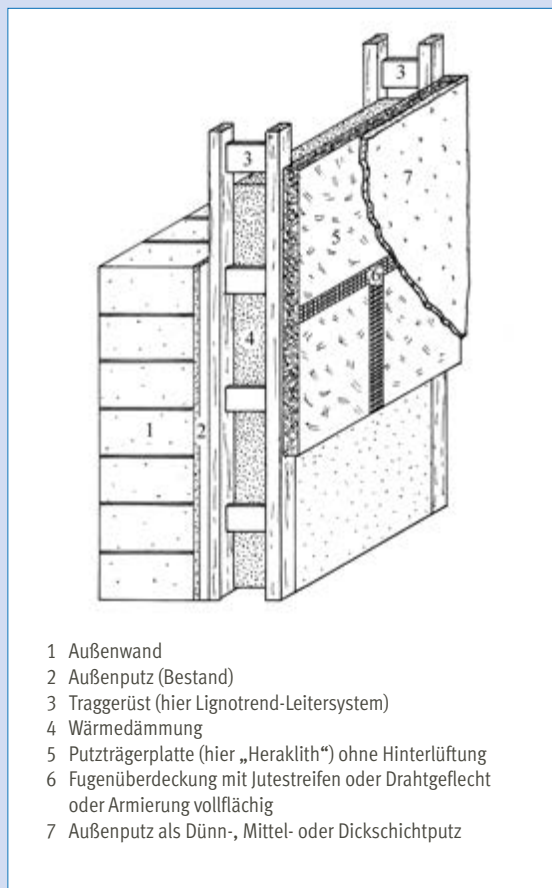 3
3
7
5
6
4
1
2
1 Außenwand
2 Außenputz (Bestand)
3 Traggerüst (hier Lignotrend-Leitersystem)
4 Wärmedämmung
5 Putzträgerplatte (hier „Heraklith“) ohne Hinterlüftung
6 Fugenüberdeckung mit Jutestreifen oder Drahtgeflecht
oder Armierung vollflächig
7 Außenputz als Dünn-, Mittel- oder Dickschichtputz